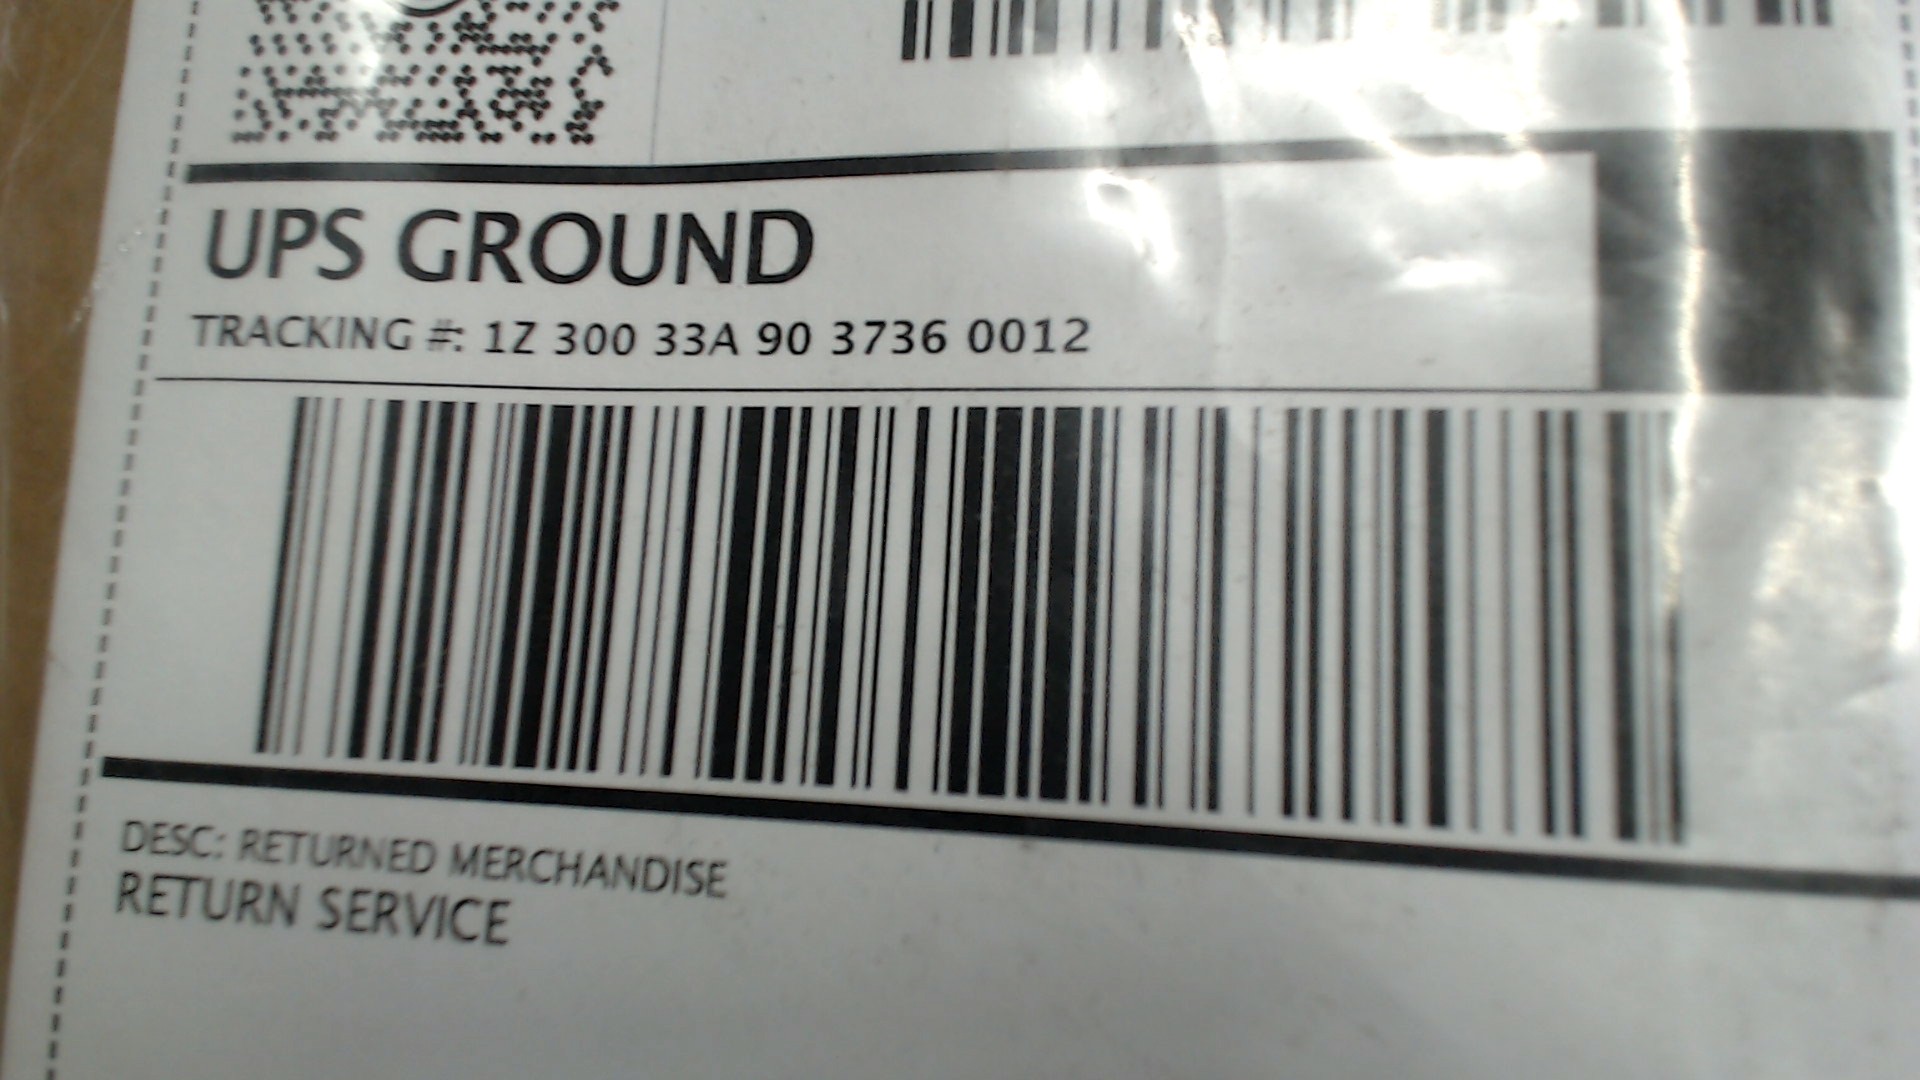 UPS GROUND
TRACKING #: 1Z 300 33A 90 3736 0012
DESC: RETURNED MERCHANDISE
RETURN SERVICE